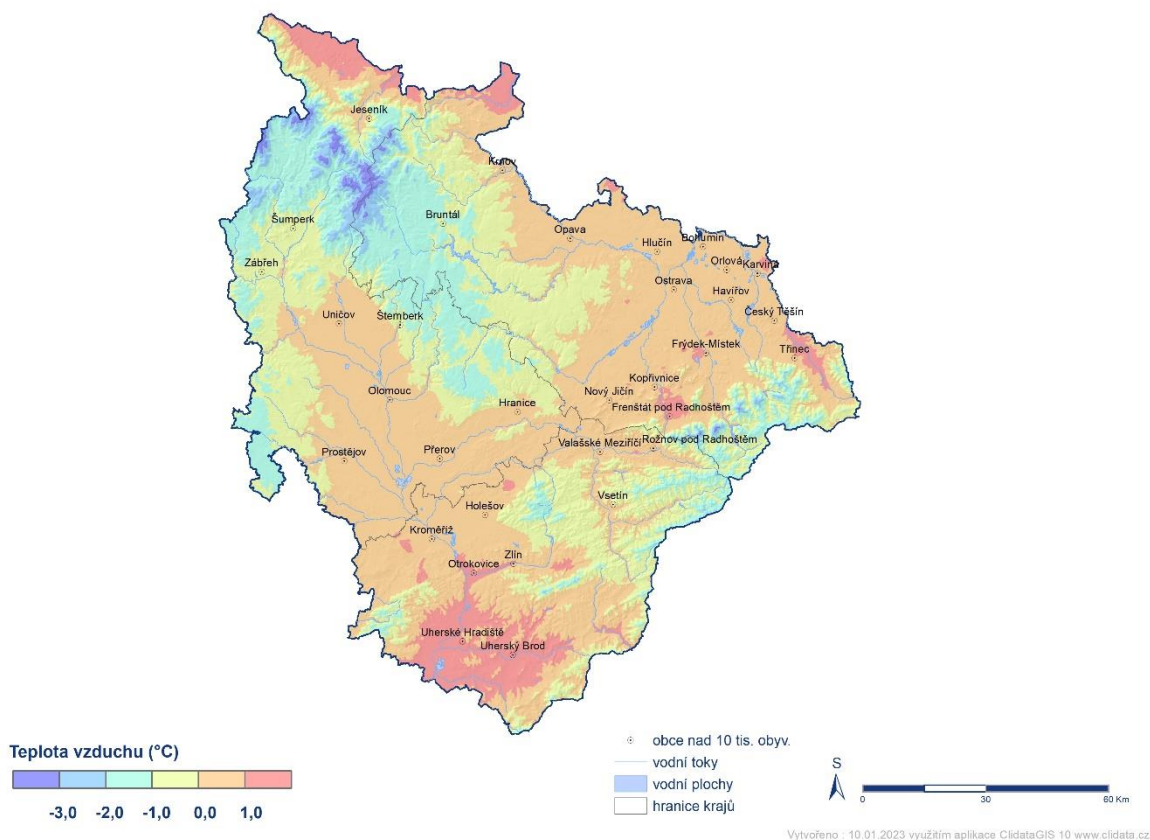 Jeseník
Krnov
Šumperk
Bruntál
Opava
Hlučín
Bohumín
Zábřeh
Orlová
Karviná
Ostrava
Havířov
Uničov
Štemberk
Český Těšín
Frýdek-Místek
Třinec
Kopřivnice
Olomouc
Nový Jičín
Hranice
Frenštát pod Radhoštěm
Valašské Meziříčí
Rožnov pod Radhoštěm
Prostějov
Přerov
Vsetín
Holešov
Kroměříž
Zlín
Otrokovice
Uherské Hradiště
Uherský Brod
Teplota vzduchu (°C)
-3,0 -2,0 -1,0 0,0 1,0
obce nad 10 tis. obyv.
vodní toky
vodní plochy
hranice krajů
S
0 30 60 Km
Vytvořeno : 10.01.2023 využitím aplikace ClidataGIS 10 www.clidata.cz